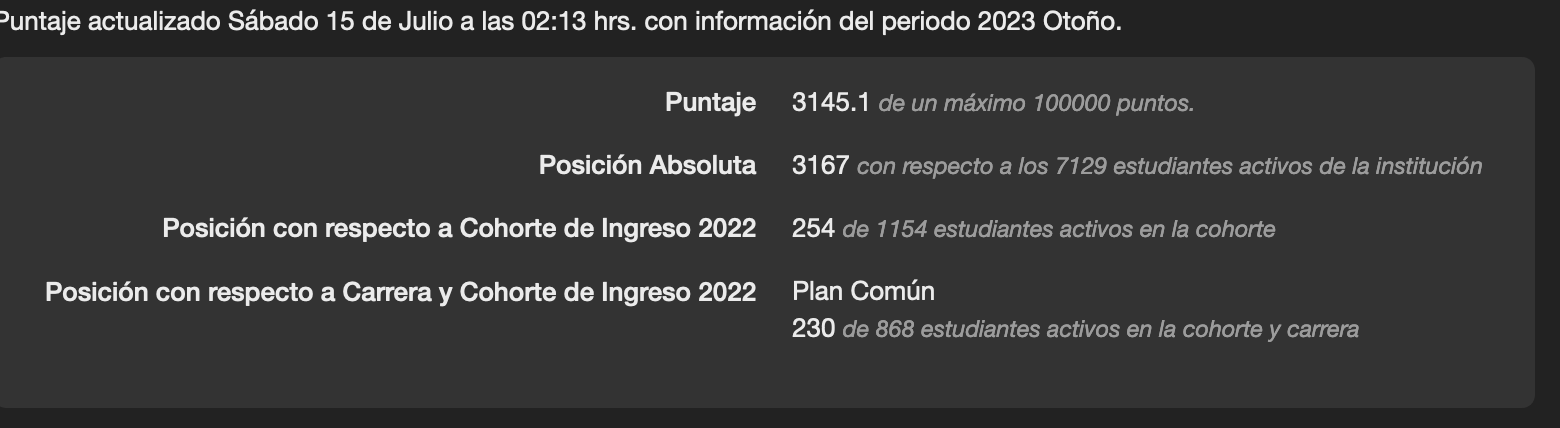 Puntaje actualizado Sábado 15 de Julio a las 02:13 hrs. con información del periodo 2023 Otoño.
Puntaje 3145.1 de un máximo 100000 puntos.
Posición Absoluta 3167 con respecto a los 7129 estudiantes activos de la institución
Posición con respecto a Cohorte de Ingreso 2022 254 de 1154 estudiantes activos en la cohorte
Posición con respecto a Carrera y Cohorte de Ingreso 2022 Plan Común
230 de 868 estudiantes activos en la cohorte y carrera